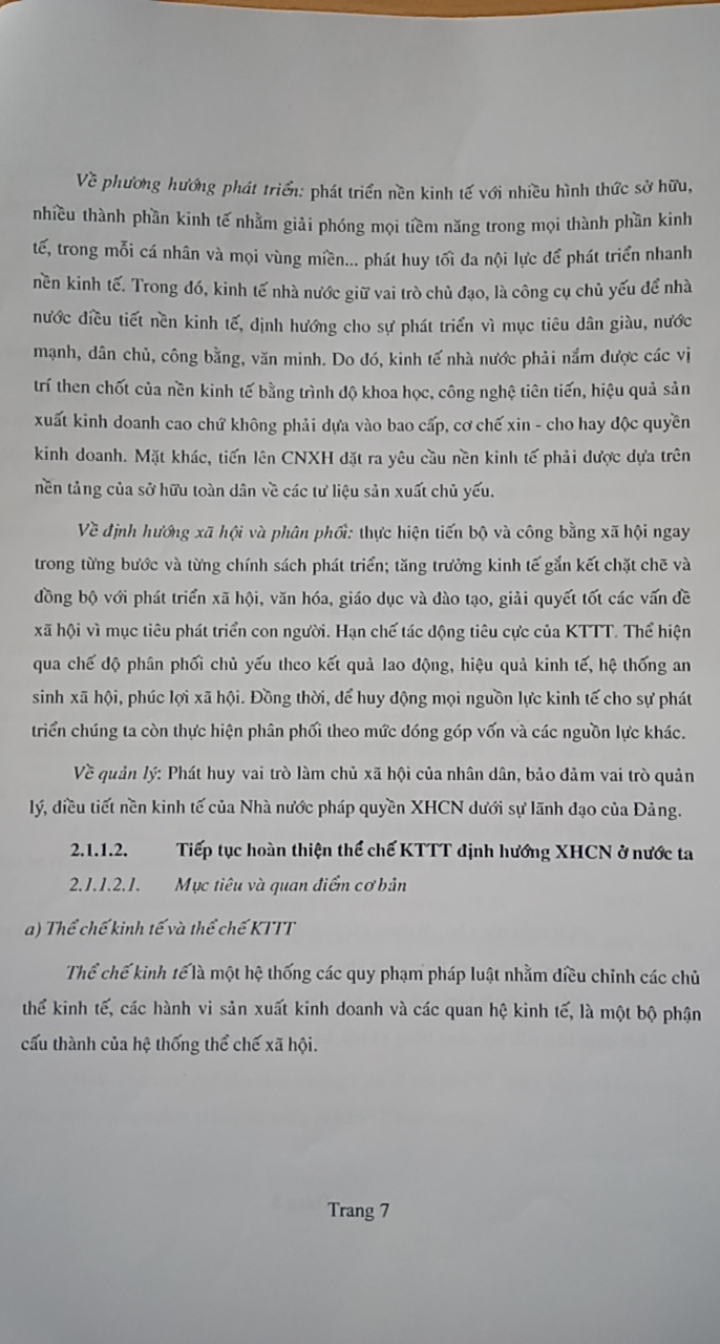 Về phương hướng phát triển: phát triển nền kinh tế với nhiều hình thức sở hữu,
nhiều thành phần kinh tế nhằm giải phóng mọi tiềm năng trong mọi thành phần kinh
tế, trong mỗi cá nhân và mọi vùng miền... phát huy tối đa nội lực để phát triển nhanh
nền kinh tế. Trong đó, kinh tế nhà nước giữ vai trò chủ đạo, là công cụ chủ yếu để nhà
nước điều tiết nền kinh tế, định hướng cho sự phát triển vì mục tiêu dân giàu, nước
mạnh, dân chủ, công bằng, văn minh. Do đó, kinh tế nhà nước phải nắm được các vị
trí then chốt của nền kinh tế bằng trình độ khoa học, công nghệ tiên tiến, hiệu quả sản
xuất kinh doanh cao chứ không phải dựa vào bao cấp, cơ chế xin - cho hay độc quyền
kinh doanh. Mặt khác, tiến lên CNXH đặt ra yêu cầu nền kinh tế phải được dựa trên
nền tảng của sở hữu toàn dân về các tư liệu sản xuất chủ yếu.
Về định hướng xã hội và phân phối: thực hiện tiến bộ và công bằng xã hội ngay
trong từng bước và từng chính sách phát triển; tăng trưởng kinh tế gắn kết chặt chẽ và
đồng bộ với phát triển xã hội, văn hóa, giáo dục và đào tạo, giải quyết tốt các vấn đề
xã hội vì mục tiêu phát triển con người. Hạn chế tác động tiêu cực của KTTT. Thể hiện
qua chế độ phân phối chủ yếu theo kết quả lao động, hiệu quả kinh tế, hệ thống an
sinh xã hội, phúc lợi xã hội. Đồng thời, để huy động mọi nguồn lực kinh tế cho sự phát
triển chúng ta còn thực hiện phân phối theo mức đóng góp vốn và các nguồn lực khác.
Về quản lý: Phát huy vai trò làm chủ xã hội của nhân dân, bảo đảm vai trò quản
lý, điều tiết nền kinh tế của Nhà nước pháp quyền XHCN dưới sự lãnh đạo của Đảng.
2.1.1.2. Tiếp tục hoàn thiện thể chế KTTT định hướng XHCN ở nước ta
2.1.1.2.1. Mục tiêu và quan điểm cơ bản
a) Thể chế kinh tế và thể chế KTTT
Thể chế kinh tế là một hệ thống các quy phạm pháp luật nhằm điều chỉnh các chủ
thể kinh tế, các hành vi sản xuất kinh doanh và các quan hệ kinh tế, là một bộ phận
cấu thành của hệ thống thể chế xã hội.
Trang 7